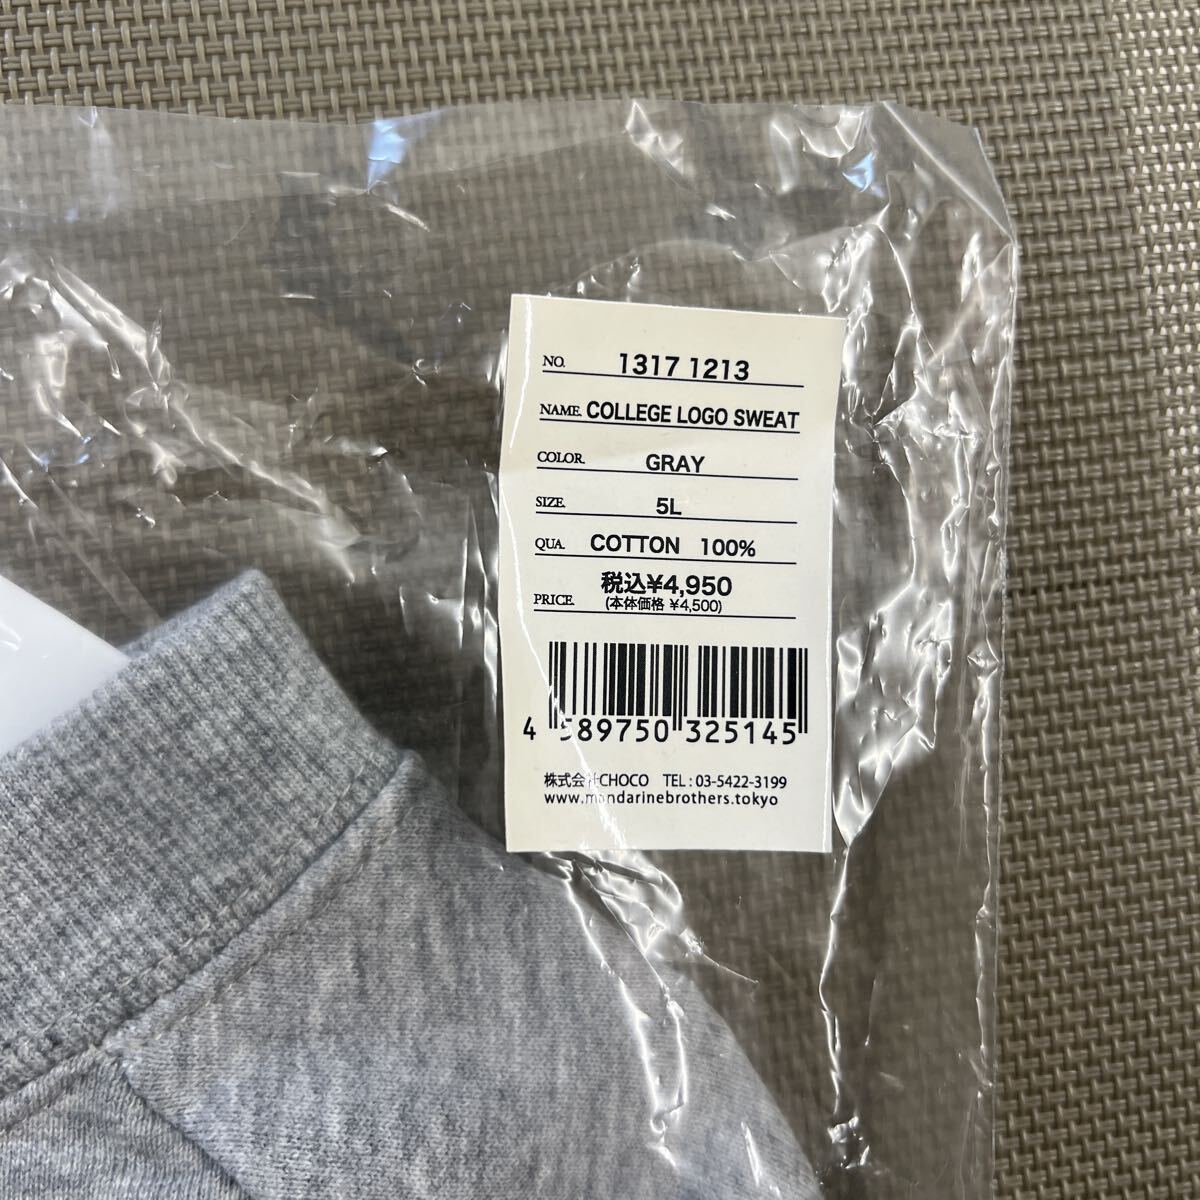 NO. 1317 1213
NAME. COLLEGE LOGO SWEAT
COLOR. GRAY
SIZE. 5L
QUA. COTTON 100%
税込¥4,950
PRICE. (本体価格 ¥4,500)
4 589750 325145
株式会社CHOCO TEL : 03-5422-3199
www.mandarinebrothers.tokyo